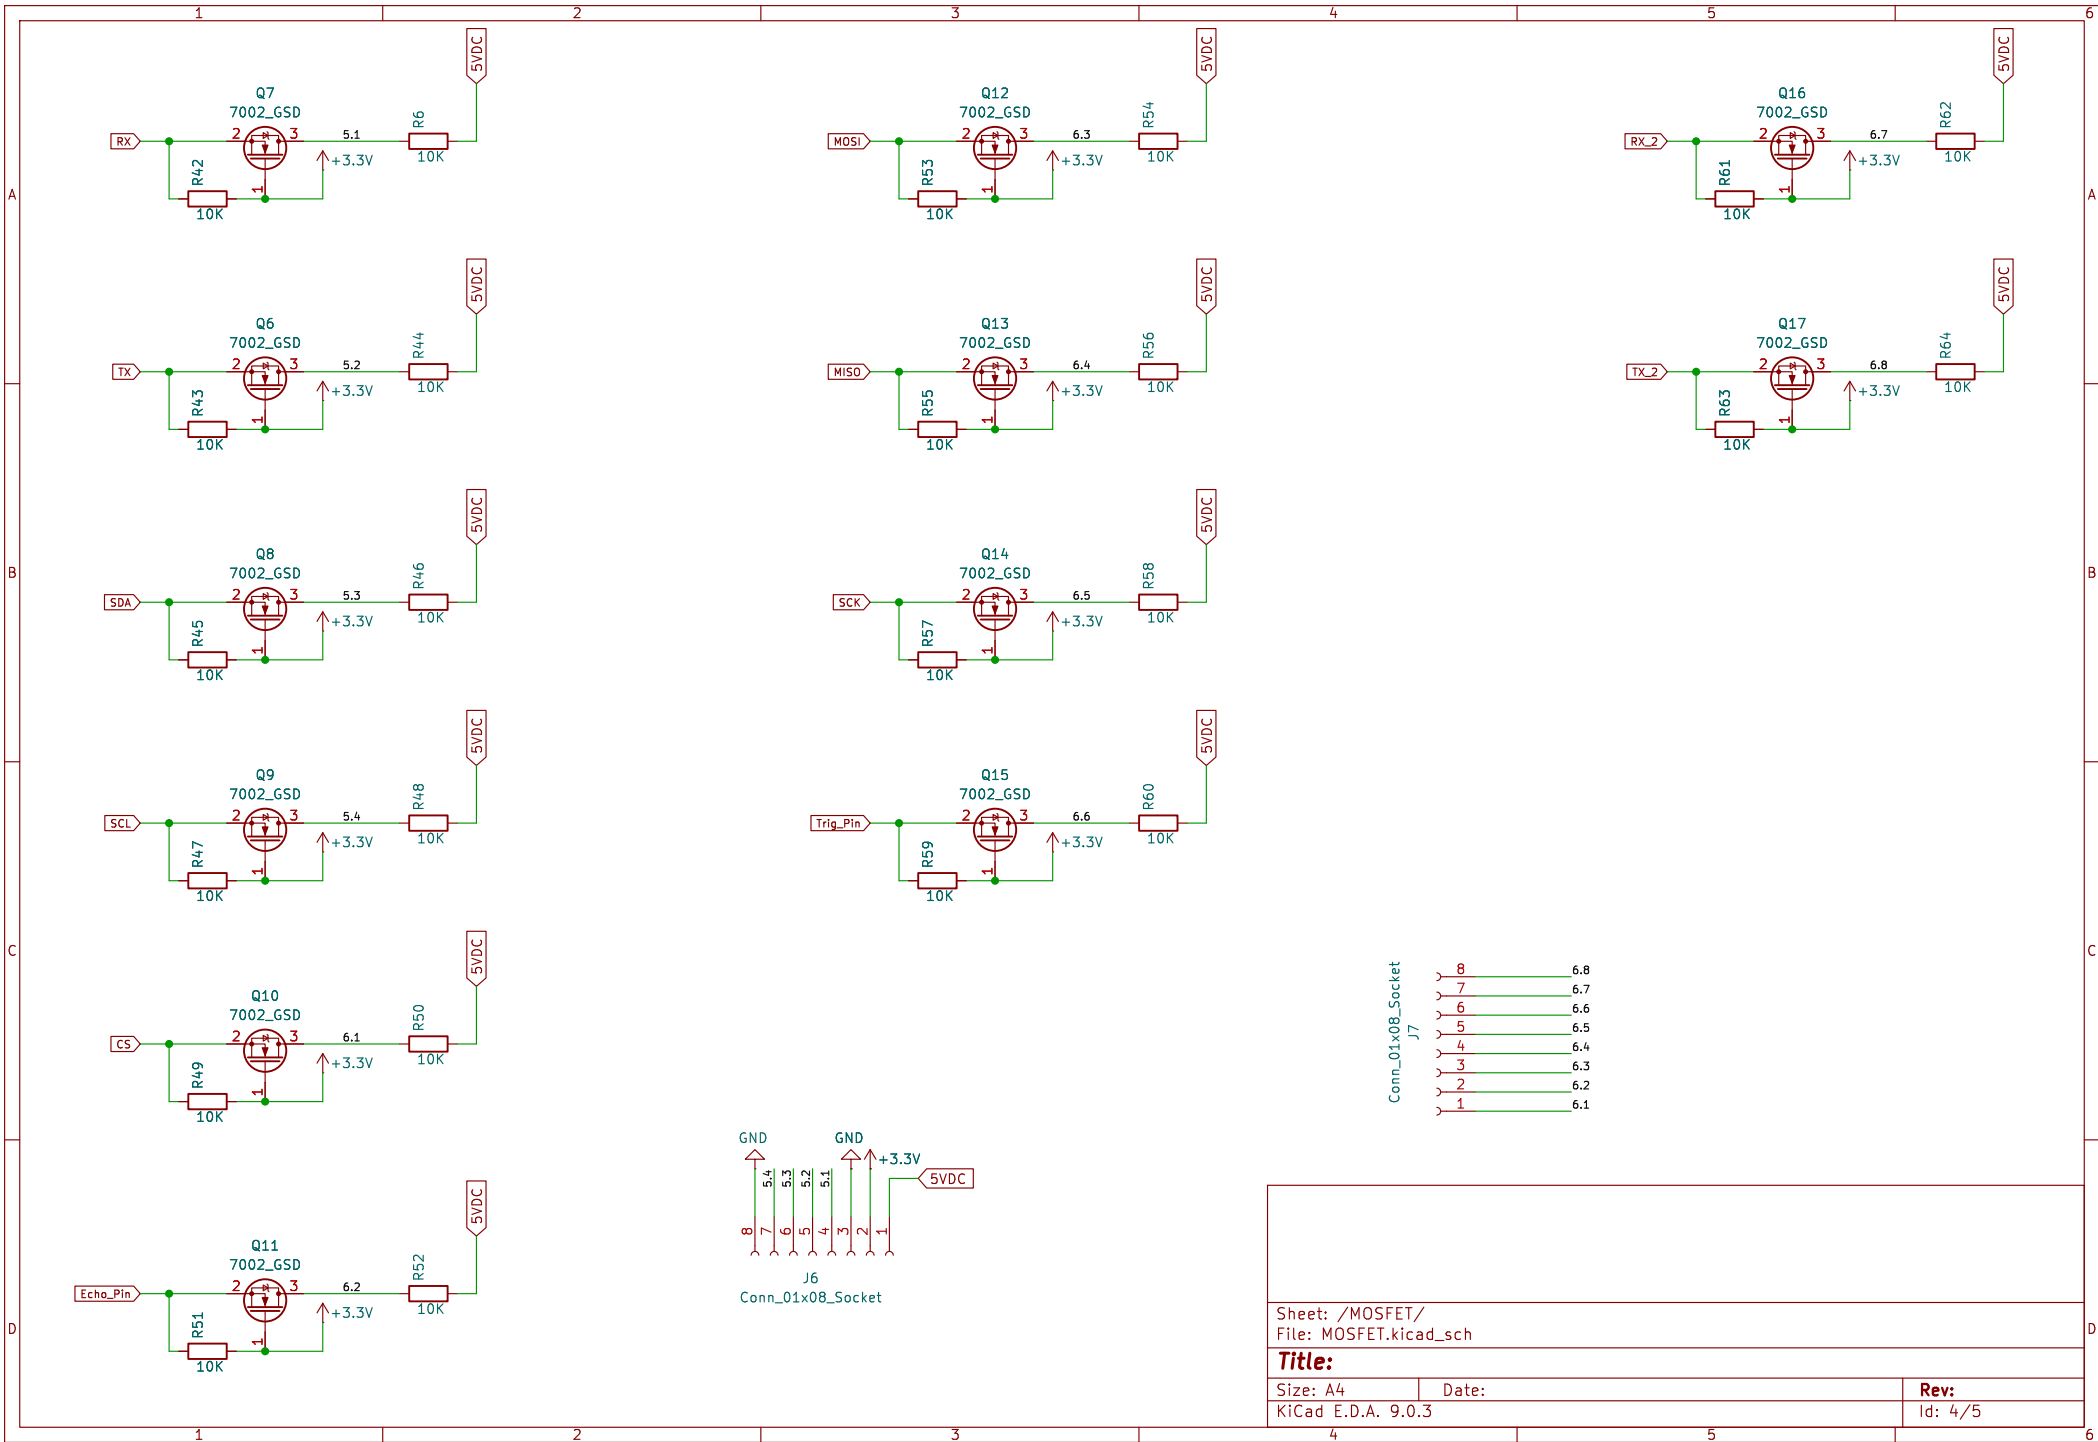 1 2 3 4 5 6
5VDC
Q7
7002_GSD
RX
2 3
5.1
R6
10K
+3.3V
R42
1
10K
5VDC
Q12
7002_GSD
MOSI
2 3
6.3
R54
10K
+3.3V
R53
1
10K
5VDC
Q16
7002_GSD
RX_2
2 3
6.7
R62
10K
+3.3V
R61
1
10K
A
A
5VDC
Q6
7002_GSD
TX
2 3
5.2
R44
10K
+3.3V
R43
1
10K
5VDC
Q13
7002_GSD
MISO
2 3
6.4
R56
10K
+3.3V
R55
1
10K
5VDC
Q17
7002_GSD
TX_2
2 3
6.8
R64
10K
+3.3V
R63
1
10K
5VDC
Q8
7002_GSD
SDA
2 3
5.3
R46
10K
+3.3V
R45
1
10K
5VDC
Q14
7002_GSD
SCK
2 3
6.5
R58
10K
+3.3V
R57
1
10K
B
B
5VDC
Q9
7002_GSD
SCL
2 3
5.4
R48
10K
+3.3V
R47
1
10K
5VDC
Q15
7002_GSD
Trig_Pin
2 3
6.6
R60
10K
+3.3V
R59
1
10K
C
C
5VDC
Q10
7002_GSD
CS
2 3
6.1
R50
10K
+3.3V
R49
1
10K
Conn_01x08_Socket
J7
8 6.8
7 6.7
6 6.6
5 6.5
4 6.4
3 6.3
2 6.2
1 6.1
5VDC
Q11
7002_GSD
Echo_Pin
2 3
6.2
R52
10K
+3.3V
R51
1
10K
GND GND
+3.3V
5.4 5.3 5.2 5.1
5VDC
8 7 6 5 4 3 2 1
J6
Conn_01x08_Socket
D
D
Sheet: /MOSFET/
File: MOSFET.kicad_sch
Title:
Size: A4 Date: Rev:
KiCad E.D.A. 9.0.3 Id: 4/5
1 2 3 4 5 6